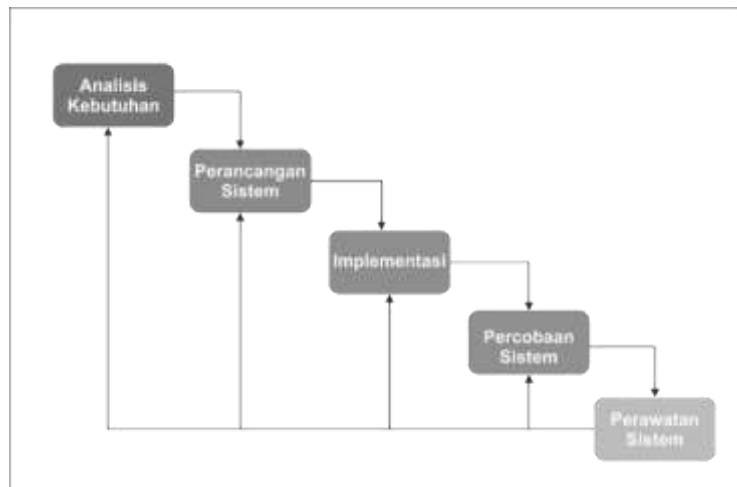 Analisis
Kebutuhan
Perancangan
Sistem
Implementasi
Percobaan
Sistem
Perawatan
Sistem